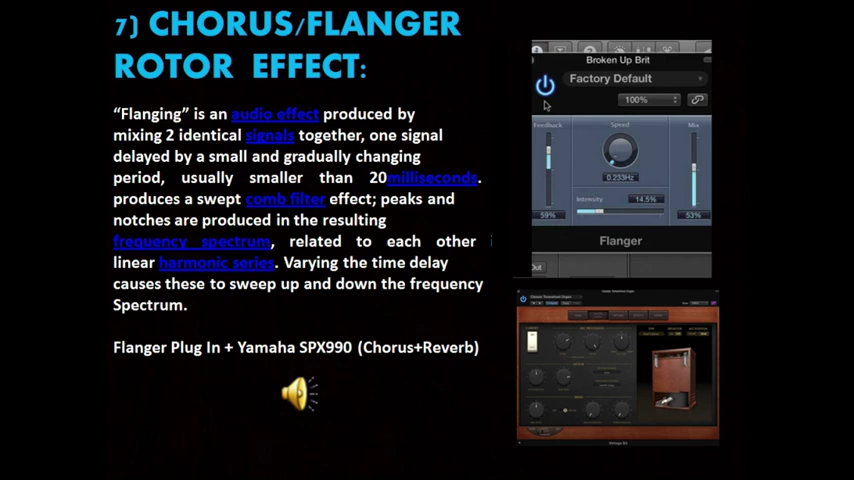 7) CHORUS/FLANGER
ROTOR EFFECT:
“Flanging” is an audio effect produced by
mixing 2 identical signals together, one signal
delayed by a small and gradually changing
period, usually smaller than 20milliseconds.
produces a swept comb filter effect; peaks and
notches are produced in the resulting
frequency spectrum, related to each other i
linear harmonic series. Varying the time delay
causes these to sweep up and down the frequency
Spectrum.
Flanger Plug In + Yamaha SPX990 (Chorus+Reverb)
Broken Up Brit
Factory Default
100%
Feedback
Speed
Mix
0.233Hz
Intensity
14.5%
59%
53%
Flanger
Out